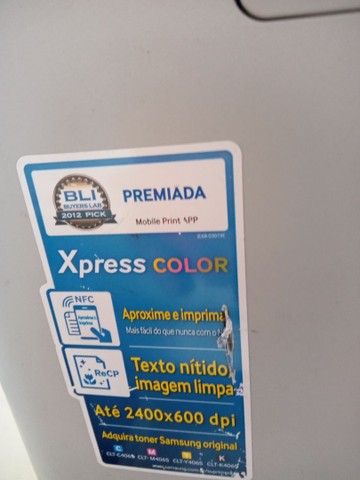 BLI
BUYERS LAB
2012 PICK
PREMIADA
Mobile Print APP
Xpress COLOR
NFC
Aproxime e imprima
Mais fácil do que nunca com o
ReCP
Texto nítido,
imagem limpa
Até 2400x600 dpi
Adquira toner Samsung original
C M Y K
CLT-C406S CLT-M406S CLT-Y406S CLT-K406S